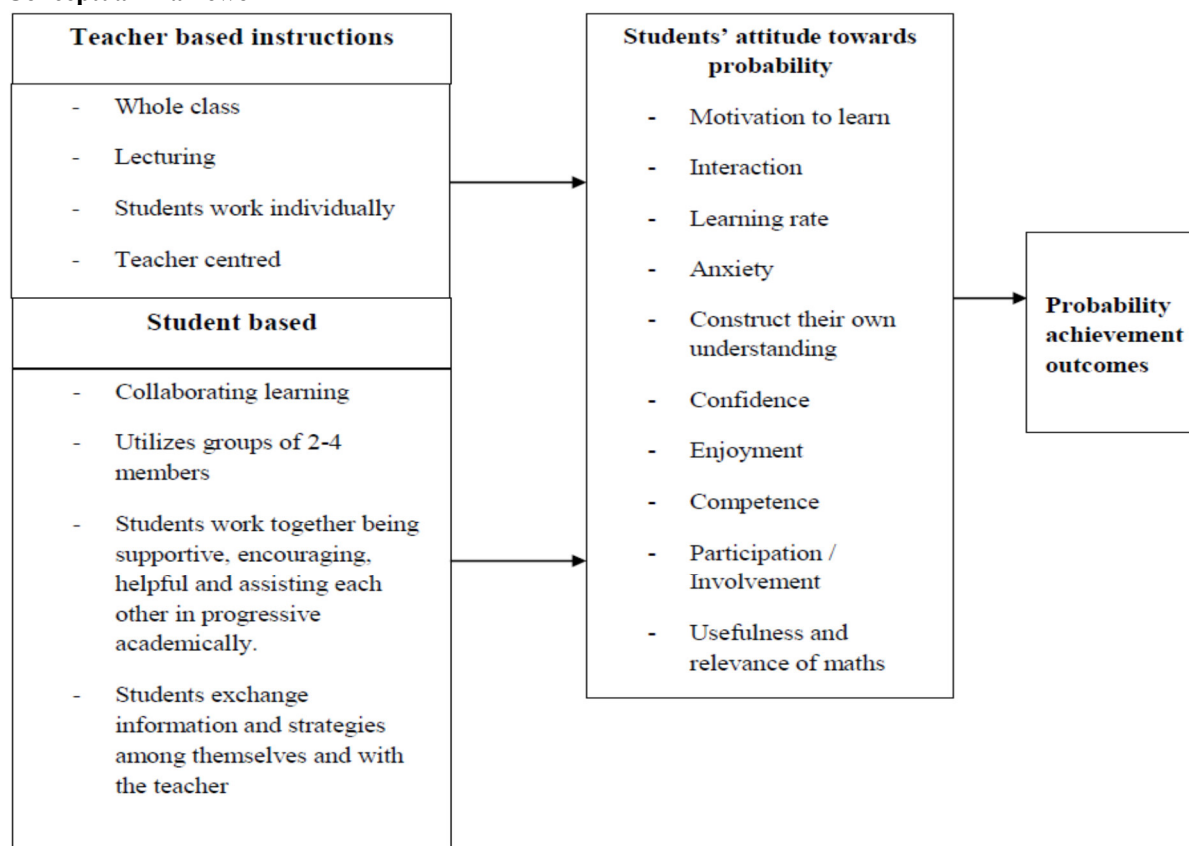 Teacher based instructions
- Whole class
- Lecturing
- Students work individually
- Teacher centred
Student based
- Collaborating learning
- Utilizes groups of 2-4
members
- Students work together being
supportive, encouraging,
helpful and assisting each
other in progressive
academically.
- Students exchange
information and strategies
among themselves and with
the teacher
Students’ attitude towards
probability
- Motivation to learn
- Interaction
- Learning rate
- Anxiety
- Construct their own
understanding
- Confidence
- Enjoyment
- Competence
- Participation /
Involvement
- Usefulness and
relevance of maths
Probability
achievement
outcomes